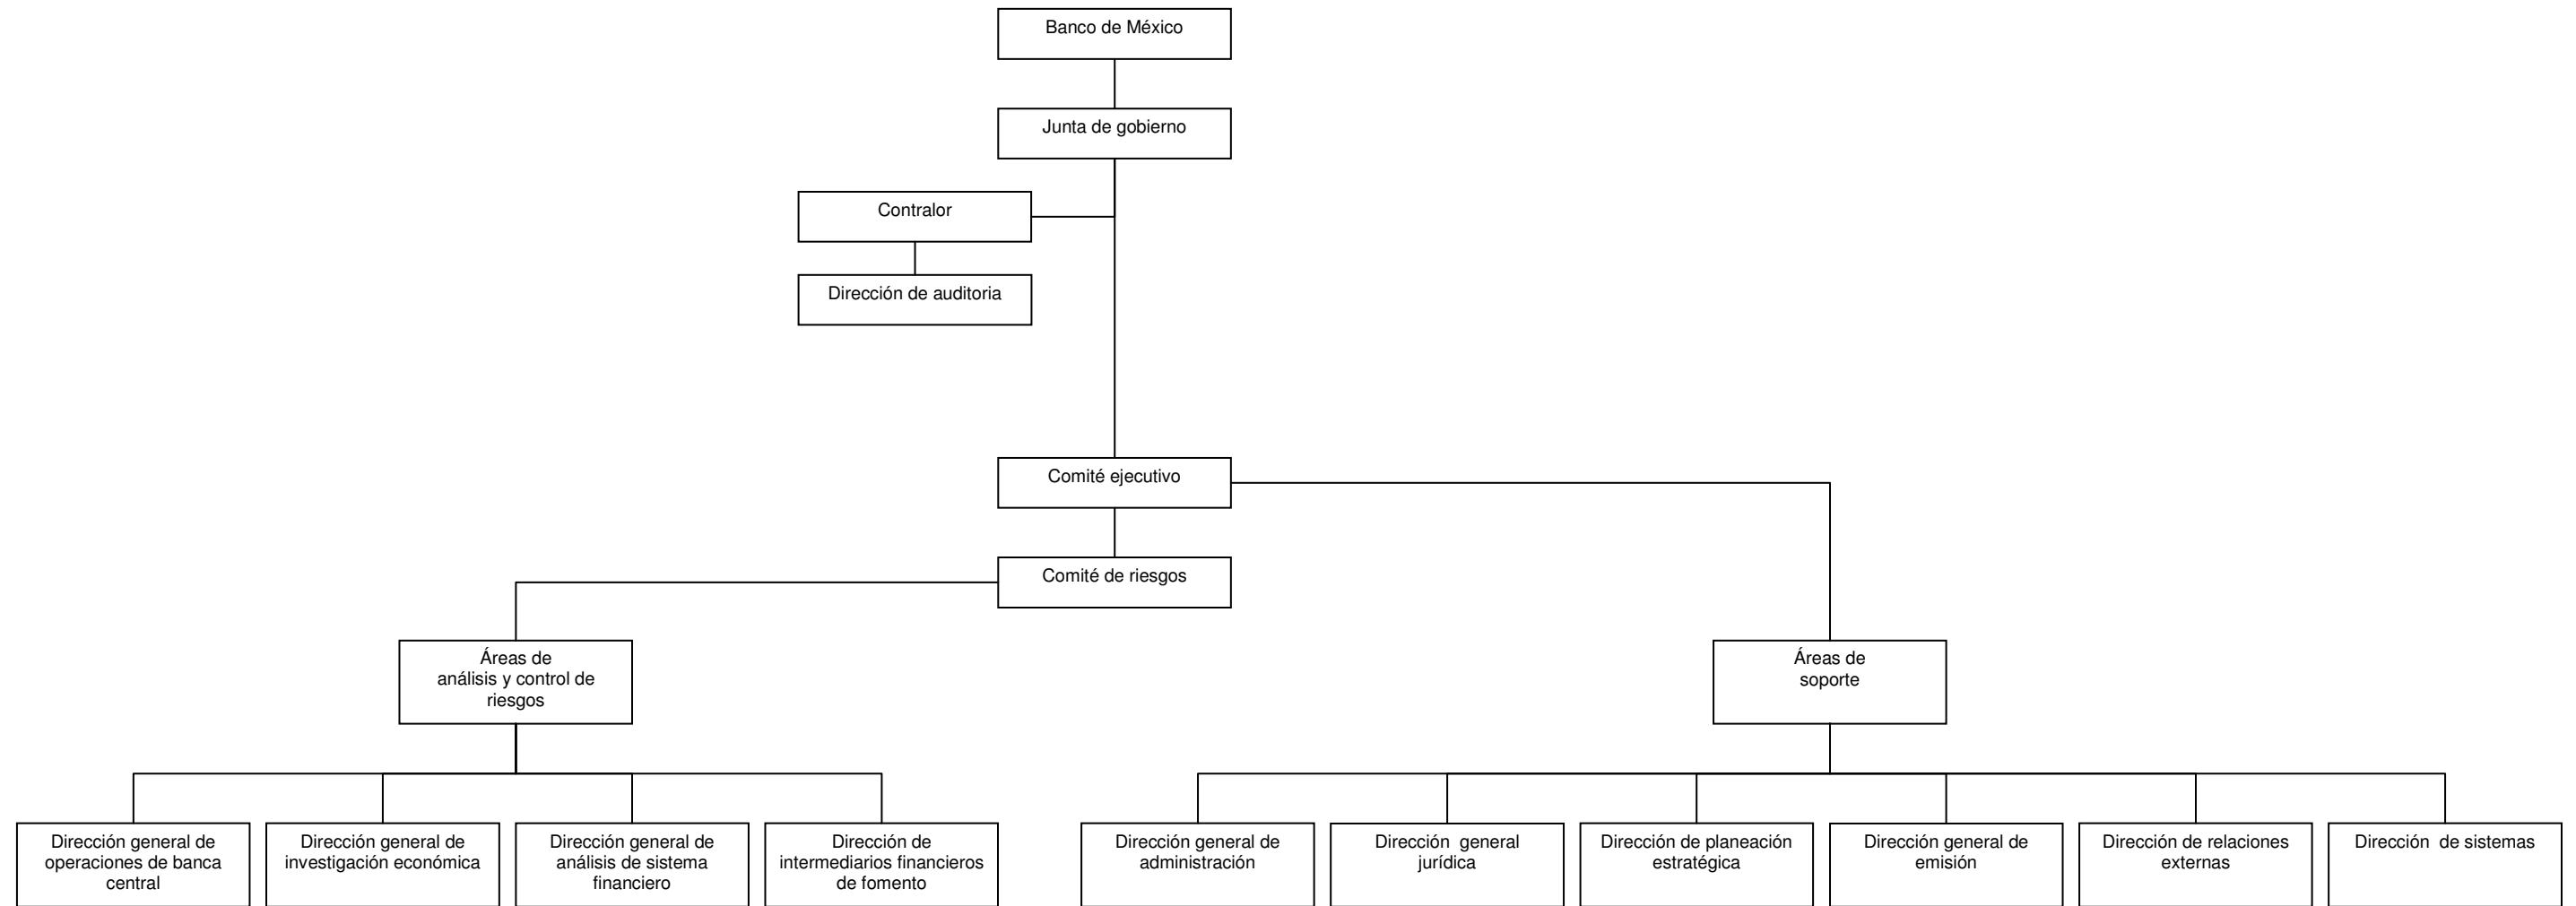 Banco de México
Junta de gobierno
Contralor
Dirección de auditoria
Comité ejecutivo
Comité de riesgos
Áreas de
análisis y control de
riesgos
Áreas de
soporte
Dirección general de
operaciones de banca
central
Dirección general de
investigación económica
Dirección general de
análisis de sistema
financiero
Dirección de
intermediarios financieros
de fomento
Dirección general de
administración
Dirección  general
jurídica
Dirección de planeación
estratégica
Dirección general de
emisión
Dirección de relaciones
externas
Dirección  de sistemas